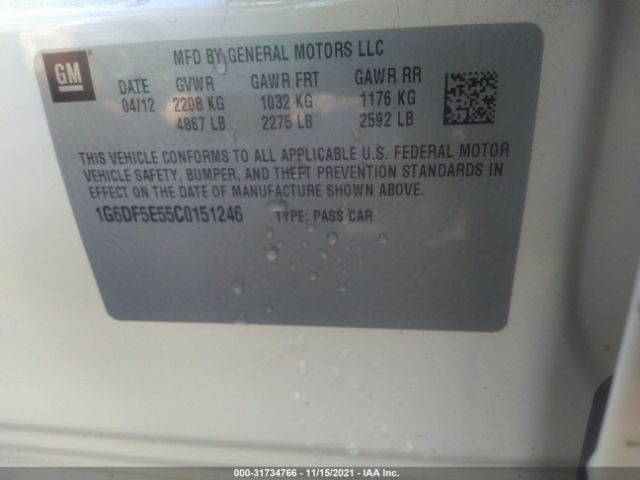 GM
MFD BY GENERAL MOTORS LLC
DATE GVWR GAWR FRT GAWR RR
04/12 2208 KG 1032 KG 1176 KG
4867 LB 2275 LB 2592 LB
THIS VEHICLE CONFORMS TO ALL APPLICABLE U.S. FEDERAL MOTOR
VEHICLE SAFETY, BUMPER, AND THEFT PREVENTION STANDARDS IN
EFFECT ON THE DATE OF MANUFACTURE SHOWN ABOVE.
1G6DF5E55C0151246 TYPE: PASS CAR
000-31734766 - 11/15/2021 - IAA Inc.